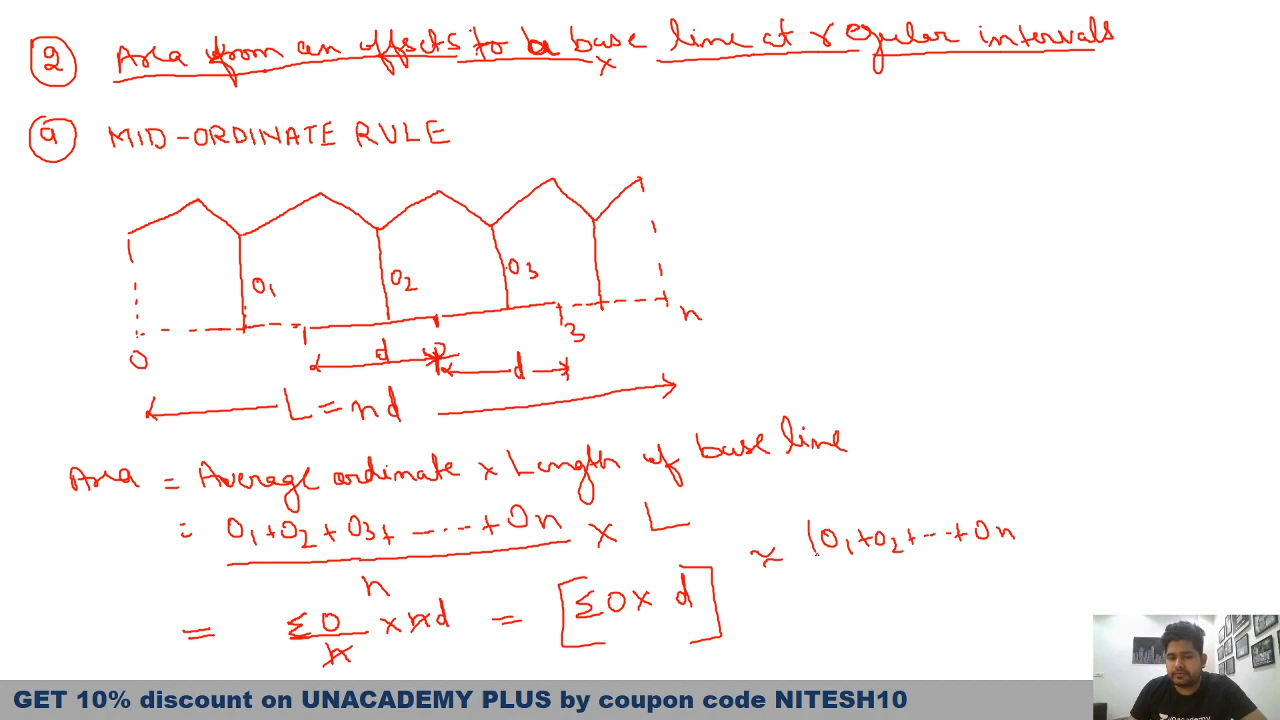 2 Area from an offsets to a base line at regular intervals
a MID-ORDINATE RULE
O1 O2 O3
0 1 2 3 n
d d
L = nd
Area = Average ordinate x Length of base line
= O1+O2+O3+ ----+On / n x L
≈ (O1+O2+--+On
= ΣO / n x nd = [ΣO x d]
GET 10% discount on UNACADEMY PLUS by coupon code NITESH10